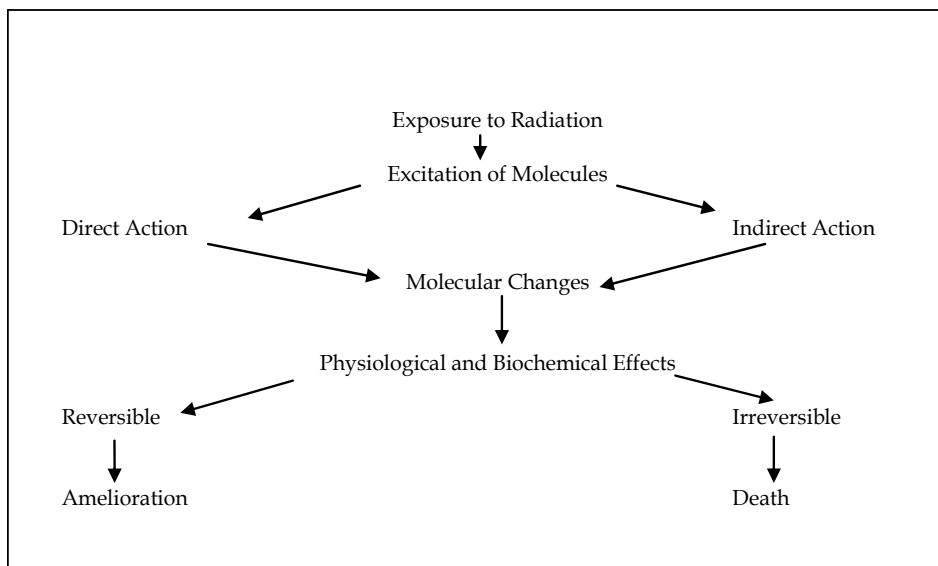 Exposure to Radiation
Excitation of Molecules
Direct Action
Indirect Action
Molecular Changes
Physiological and Biochemical Effects
Reversible
Irreversible
Amelioration
Death